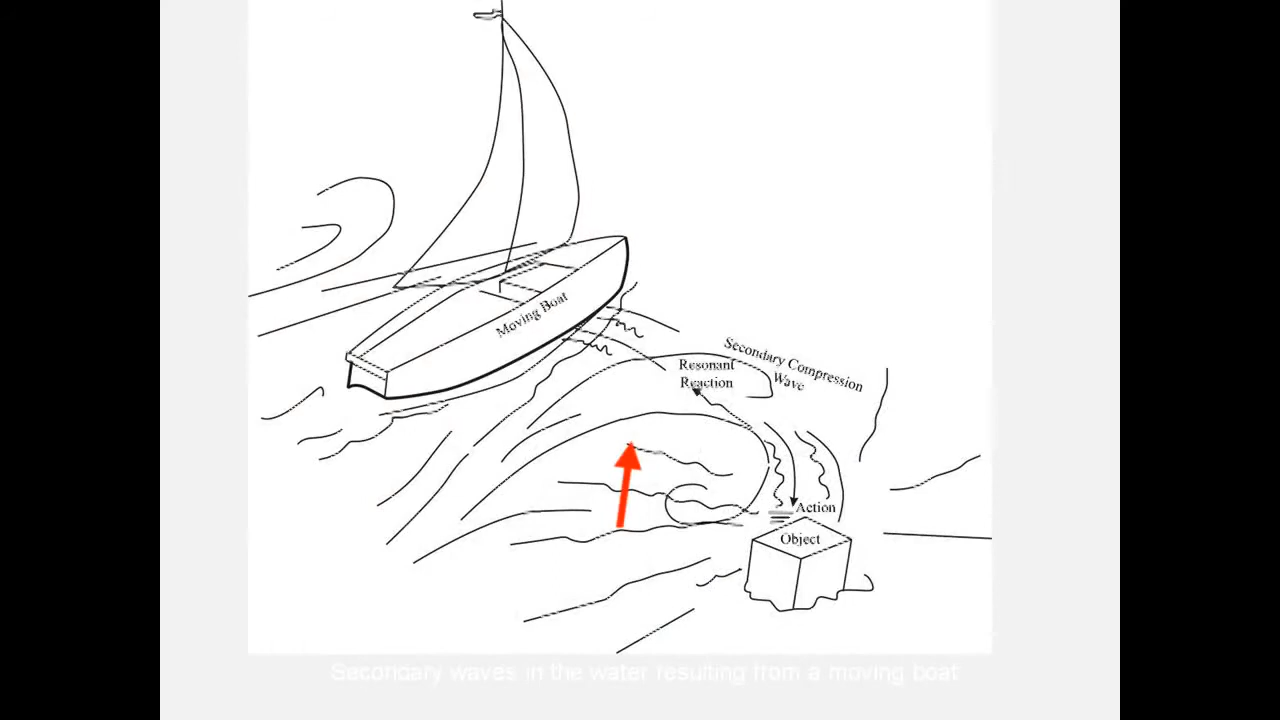 Moving Boat
Secondary Compression
Wave
Resonant
Reaction
Action
Object
Secondary waves in the water resulting from a moving boat